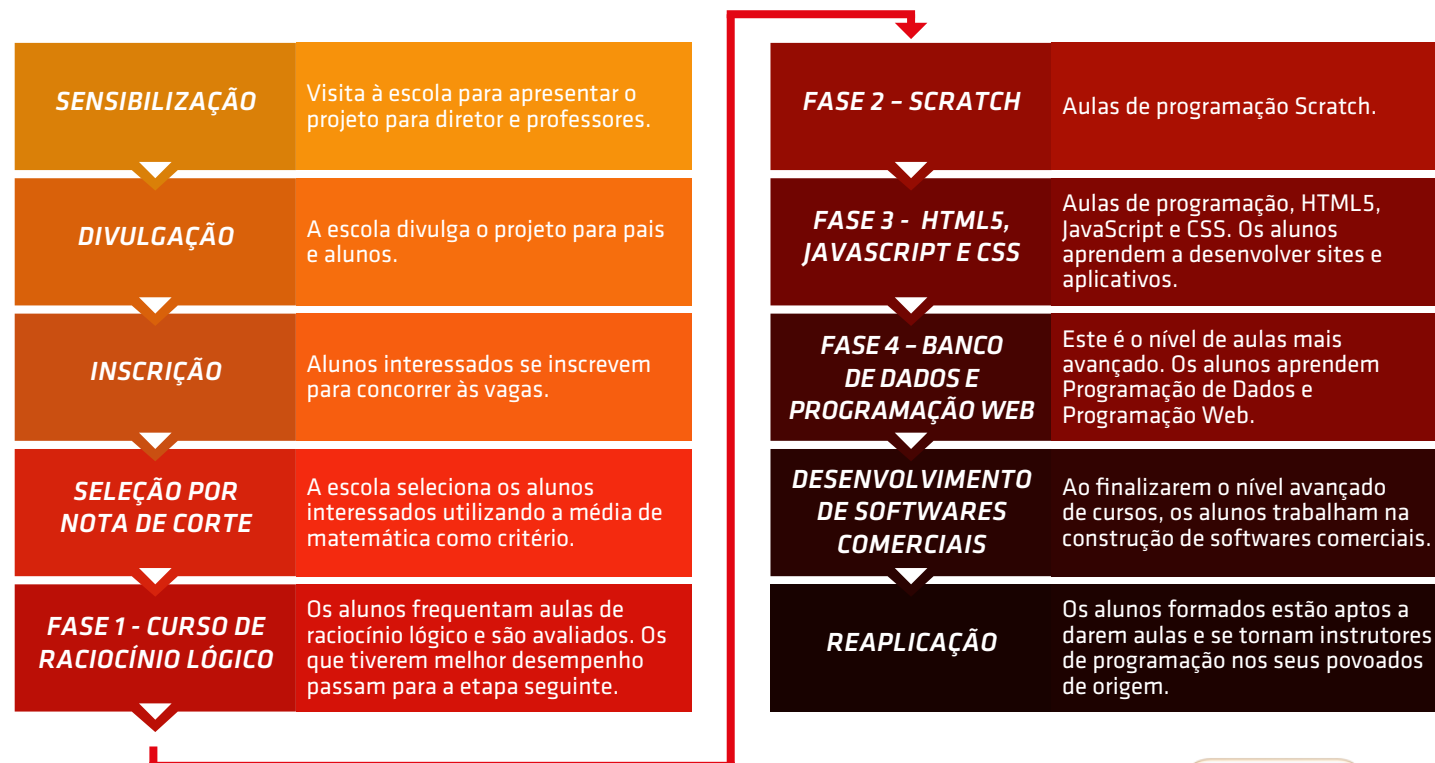 SENSIBILIZAÇÃO
Visita à escola para apresentar o
projeto para diretor e professores.
DIVULGAÇÃO
A escola divulga o projeto para pais
e alunos.
INSCRIÇÃO
Alunos interessados se inscrevem
para concorrer às vagas.
SELEÇÃO POR
NOTA DE CORTE
A escola seleciona os alunos
interessados utilizando a média de
matemática como critério.
FASE 1 - CURSO DE
RACIOCÍNIO LÓGICO
Os alunos frequentam aulas de
raciocínio lógico e são avaliados. Os
que tiverem melhor desempenho
passam para a etapa seguinte.
FASE 2 – SCRATCH
Aulas de programação Scratch.
FASE 3 - HTML5,
JAVASCRIPT E CSS
Aulas de programação, HTML5,
JavaScript e CSS. Os alunos
aprendem a desenvolver sites e
aplicativos.
FASE 4 – BANCO
DE DADOS E
PROGRAMAÇÃO WEB
Este é o nível de aulas mais
avançado. Os alunos aprendem
Programação de Dados e
Programação Web.
DESENVOLVIMENTO
DE SOFTWARES
COMERCIAIS
Ao finalizarem o nível avançado
de cursos, os alunos trabalham na
construção de softwares comerciais.
REAPLICAÇÃO
Os alunos formados estão aptos a
darem aulas e se tornam instrutores
de programação nos seus povoados
de origem.